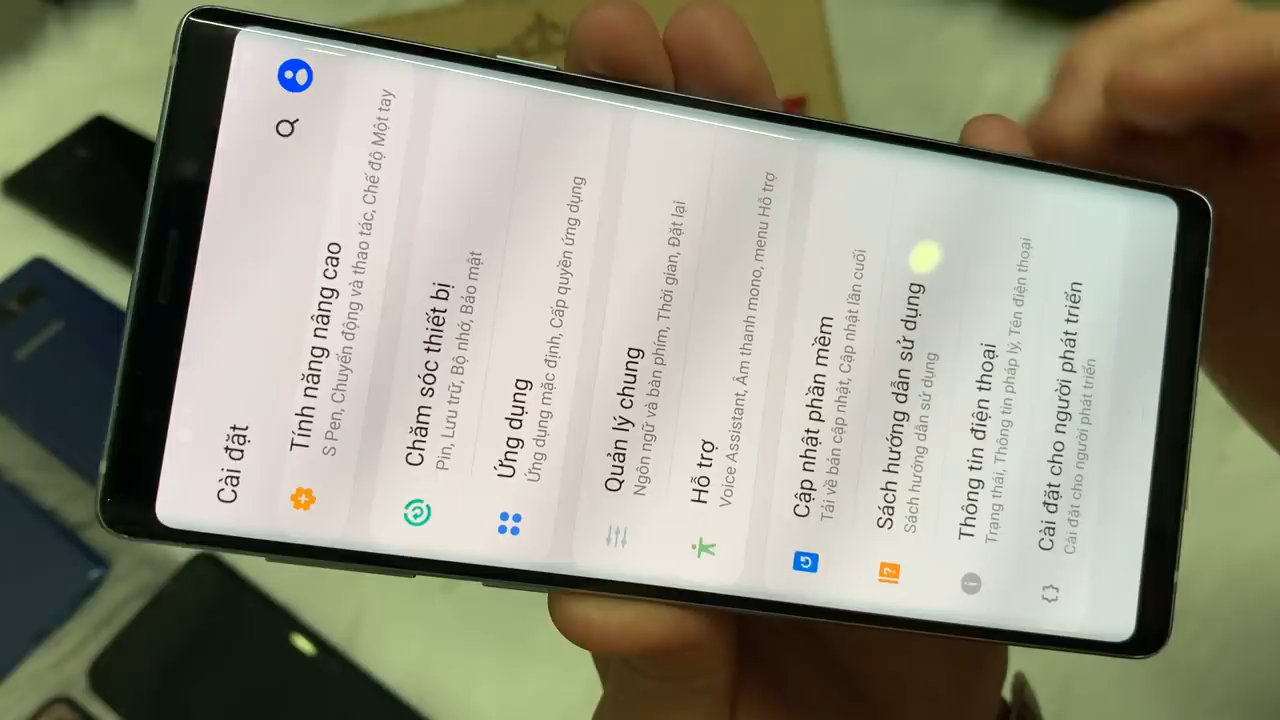 Cài đặt
Tính năng nâng cao
S Pen, Chuyển động và thao tác, Chế độ Một tay
Chăm sóc thiết bị
Pin, Lưu trữ, Bộ nhớ, Bảo mật
Ứng dụng
Ứng dụng mặc định, Cấp quyền ứng dụng
Quản lý chung
Ngôn ngữ và bàn phím, Thời gian, Đặt lại
Hỗ trợ
Voice Assistant, Âm thanh mono, menu Hỗ trợ
Cập nhật phần mềm
Tải về bản cập nhật, Cập nhật lần cuối
Sách hướng dẫn sử dụng
Sách hướng dẫn sử dụng
Thông tin điện thoại
Trạng thái, Thông tin pháp lý, Tên điện thoại
Cài đặt cho người phát triển
Cài đặt cho người phát triển